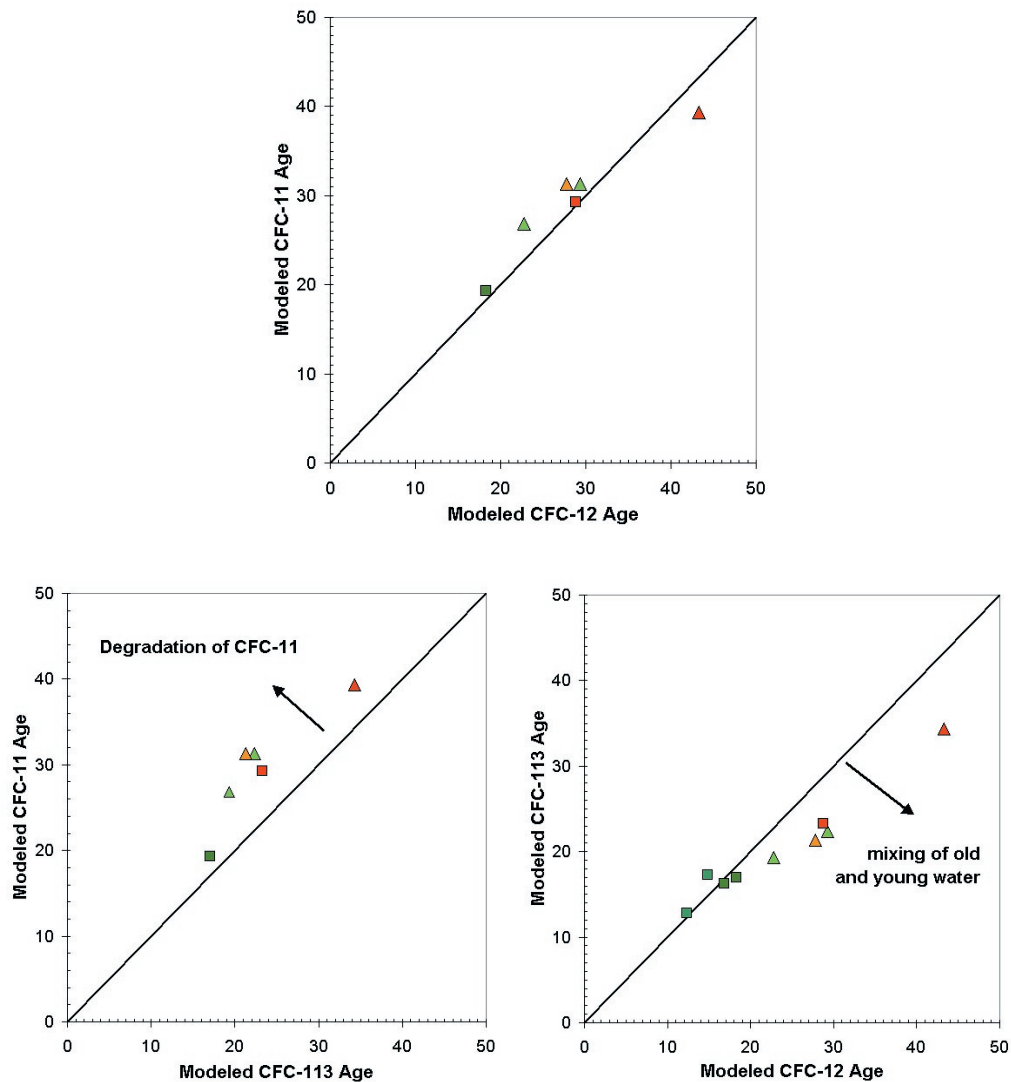 50
40
30
20
10
0
Modeled CFC-11 Age
0 10 20 30 40 50
Modeled CFC-12 Age
50
40
30
20
10
0
Modeled CFC-11 Age
Degradation of CFC-11
0 10 20 30 40 50
Modeled CFC-113 Age
50
40
30
20
10
0
Modeled CFC-113 Age
mixing of old
and young water
0 10 20 30 40 50
Modeled CFC-12 Age